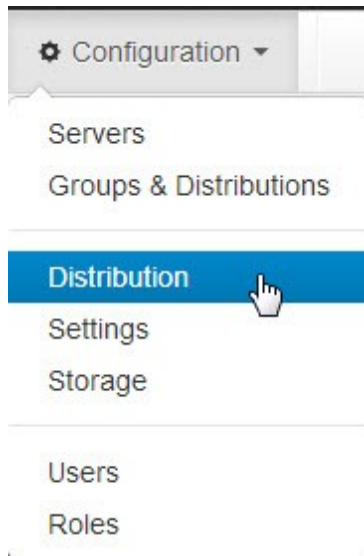 Configuration
Servers
Groups & Distributions
Distribution
Settings
Storage
Users
Roles